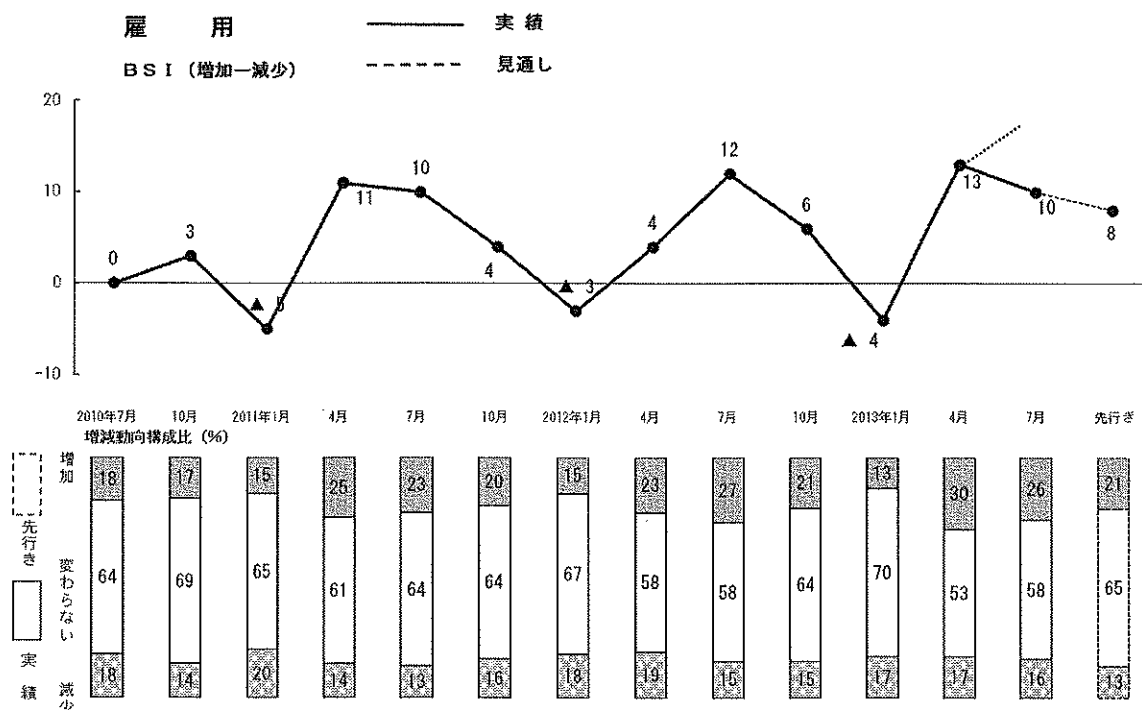 雇 用
実 績
BSI(増加―減少)
見通し
20
10
0
-10
0
3
▲ 5
11
10
4
▲ 3
4
12
6
▲ 4
13
10
8
2010年7月 10月 2011年1月 4月 7月 10月 2012年1月 4月 7月 10月 2013年1月 4月 7月 先行き
増減動向構成比(%)
増加
18 17 15 25 23 20 15 23 27 21 13 30 26 21
先行き
変わらない
64 69 65 61 64 64 67 58 58 64 70 53 58 65
実績
減少
18 14 20 14 13 16 18 19 15 15 17 17 16 13